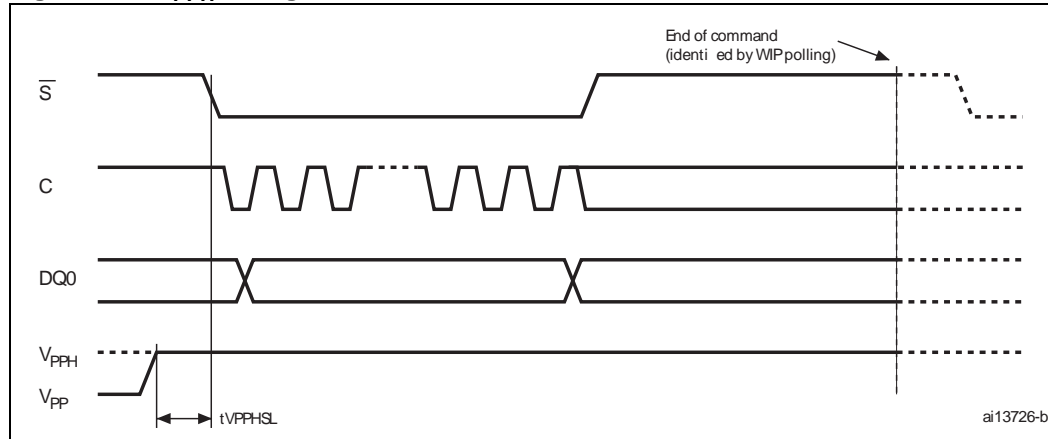 End of command
(identi ed by WIP polling)
S
C
DQ0
VPPH
VPP
tVPPHSL
ai13726-b